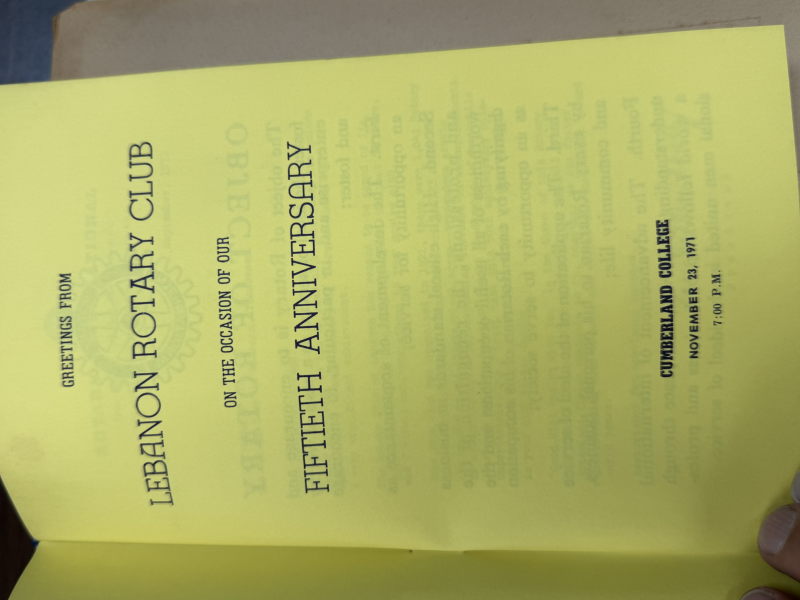 GREETINGS FROM
LEBANON ROTARY CLUB
ON THE OCCASION OF OUR
FIFTIETH ANNIVERSARY
CUMBERLAND COLLEGE
NOVEMBER 23, 1971
7:00 P.M.